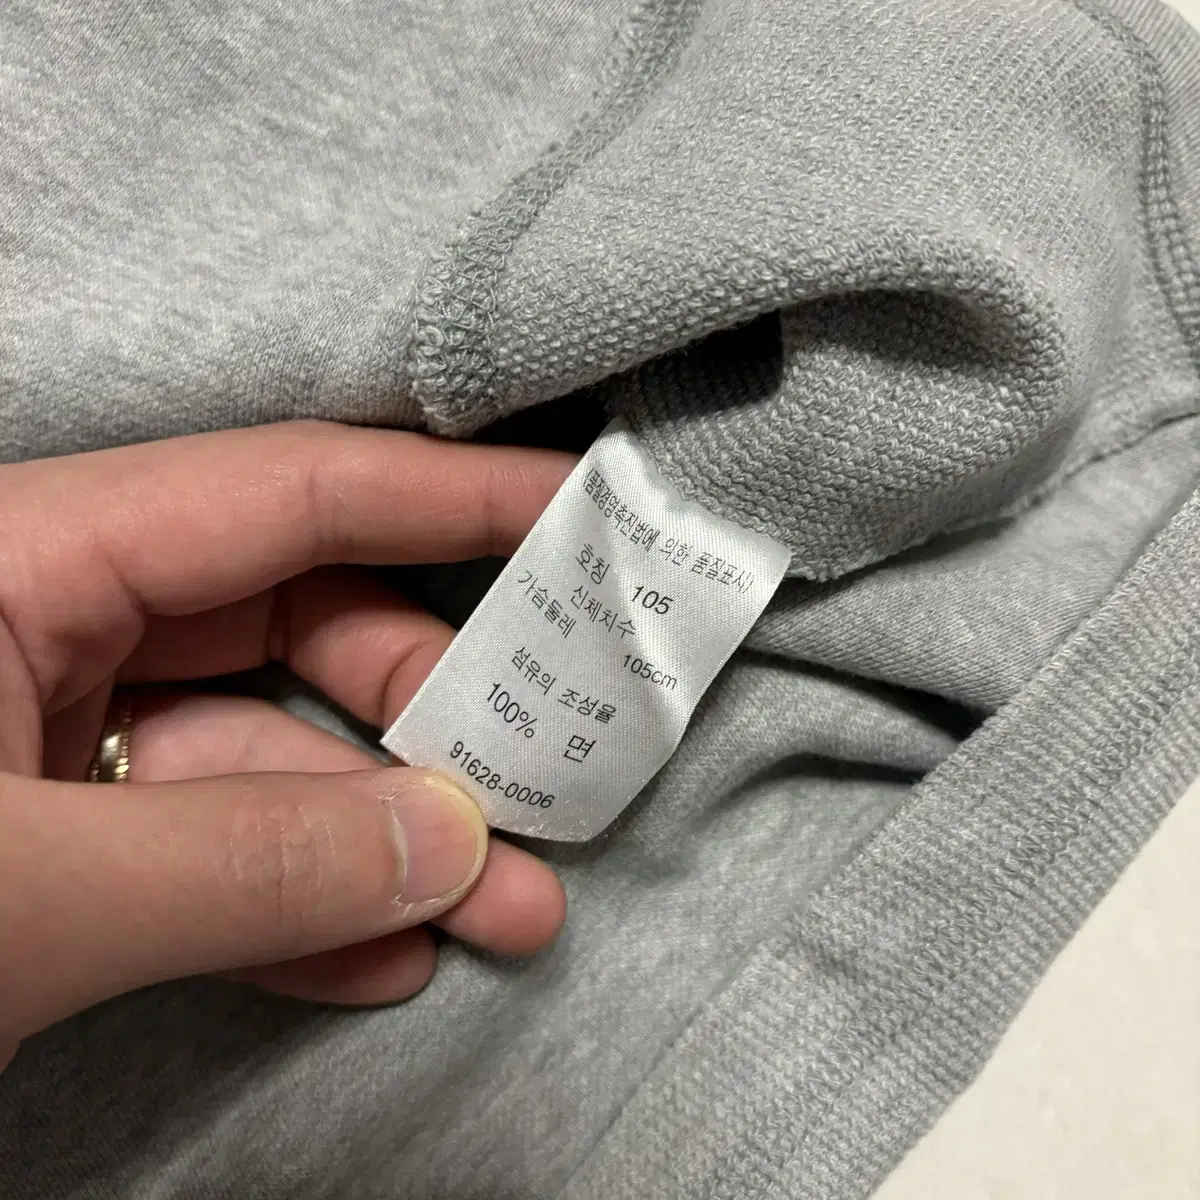 (품질경영촉진법에 의한 품질표시)
호칭 105
신체치수
가슴둘레 105cm
섬유의 조성율
100% 면
91628-0006